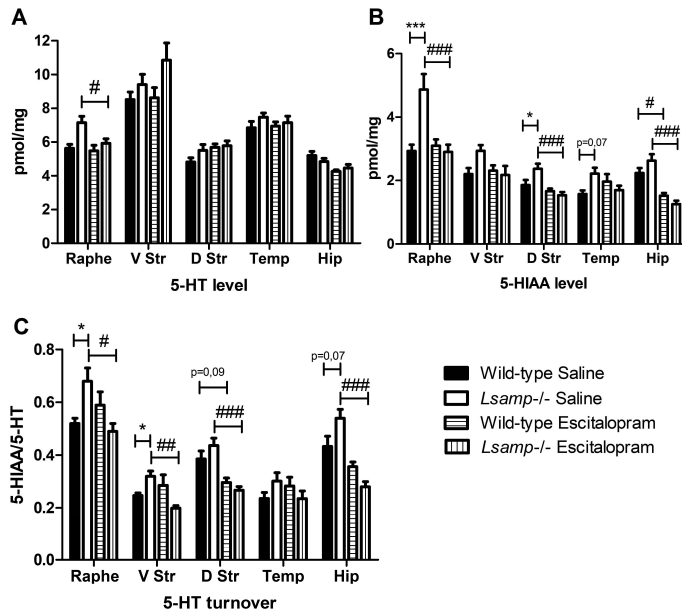 A
12
10
8
6
4
2
0
pmol/mg
#
Raphe V Str D Str Temp Hip
5-HT level
B
6
4
2
0
pmol/mg
***
###
*
###
p=0,07
#
###
Raphe V Str D Str Temp Hip
5-HIAA level
C
0.8
0.6
0.4
0.2
0.0
5-HIAA/5-HT
*
#
*
##
p=0,09
###
p=0,07
###
Raphe V Str D Str Temp Hip
5-HT turnover
Wild-type Saline
Lsamp-/- Saline
Wild-type Escitalopram
Lsamp-/- Escitalopram